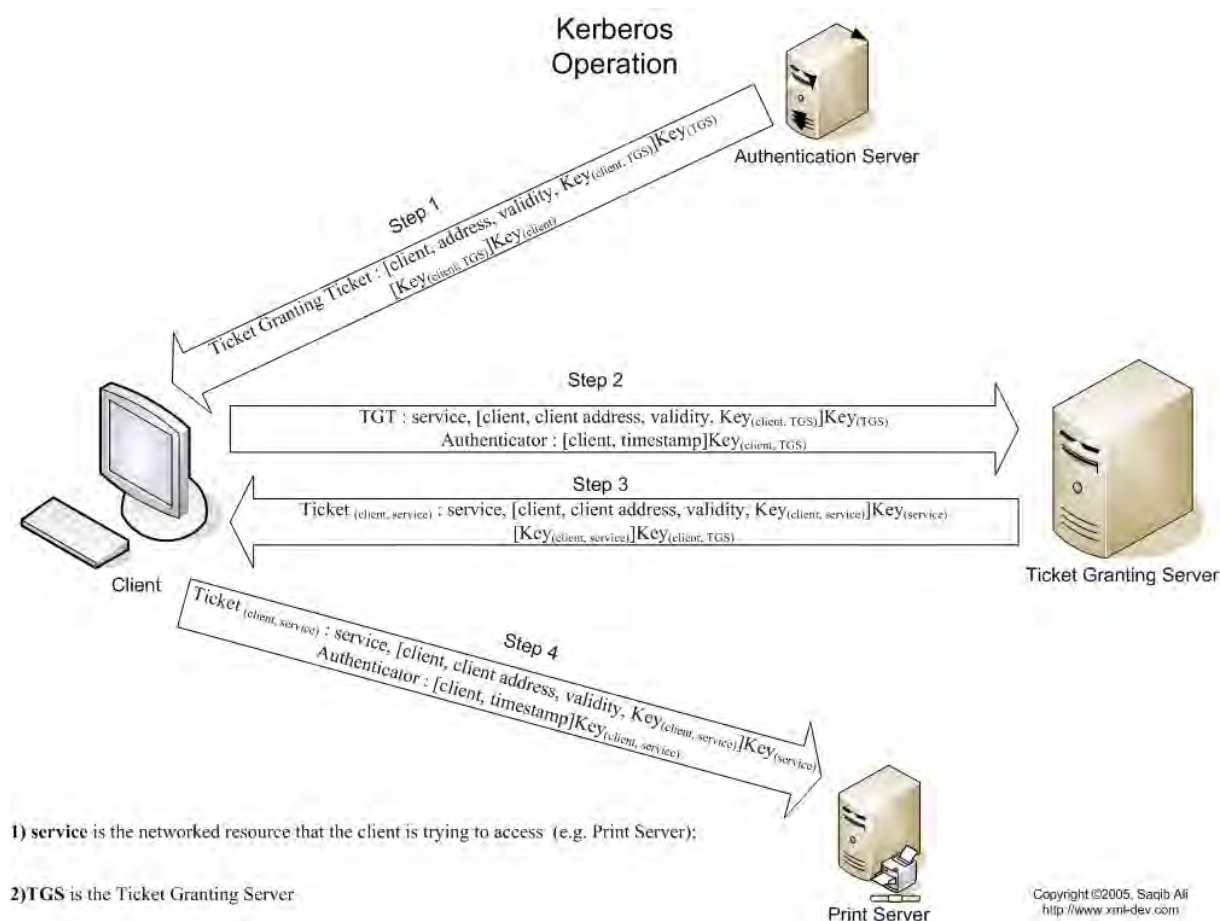 Kerberos
Operation
Authentication Server
Step 1
Ticket Granting Ticket : [client, address, validity, Key(client, TGS)]Key(TGS)
[Key(client, TGS)]Key(client)
Step 2
TGT : service, [client, client address, validity, Key(client, TGS)]Key(TGS)
Authenticator : [client, timestamp]Key(client, TGS)
Step 3
Ticket (client, service) : service, [client, client address, validity, Key(client, service)]Key(service)
[Key(client, service)]Key(client, TGS)
Client
Ticket Granting Server
Step 4
Ticket (client, service) : service, [client, client address, validity, Key(client, service)]Key(service)
Authenticator : [client, timestamp]Key(client, service)
1) service is the networked resource that the client is trying to access (e.g. Print Server);
2)TGS is the Ticket Granting Server
Print Server
Copyright ©2005, Saqib Ali
http://www.xml-dev.com